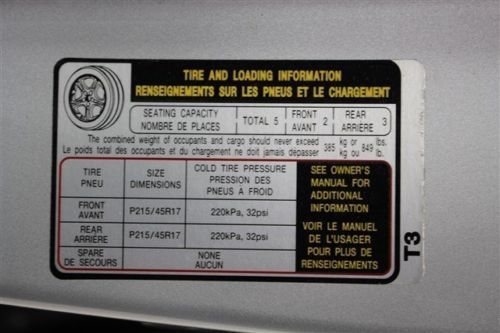 TIRE AND LOADING INFORMATION
RENSEIGNEMENTS SUR LES PNEUS ET LE CHARGEMENT
SEATING CAPACITY
NOMBRE DE PLACES
TOTAL 5
FRONT
AVANT 2
REAR
ARRIÈRE 3
The combined weight of occupants and cargo should never exceed 385 kg or 849 lbs.
Le poids total des occupants et du chargement ne doit jamais dépasser 385 kg ou 849 lb.
TIRE
PNEU
SIZE
DIMENSIONS
COLD TIRE PRESSURE
PRESSION DES
PNEUS À FROID
FRONT
AVANT
P215/45R17
220kPa, 32psi
REAR
ARRIÈRE
P215/45R17
220kPa, 32psi
SPARE
DE SECOURS
NONE
AUCUN
SEE OWNER'S
MANUAL FOR
ADDITIONAL
INFORMATION
VOIR LE MANUEL
DE L'USAGER
POUR PLUS DE
RENSEIGNEMENTS
T3